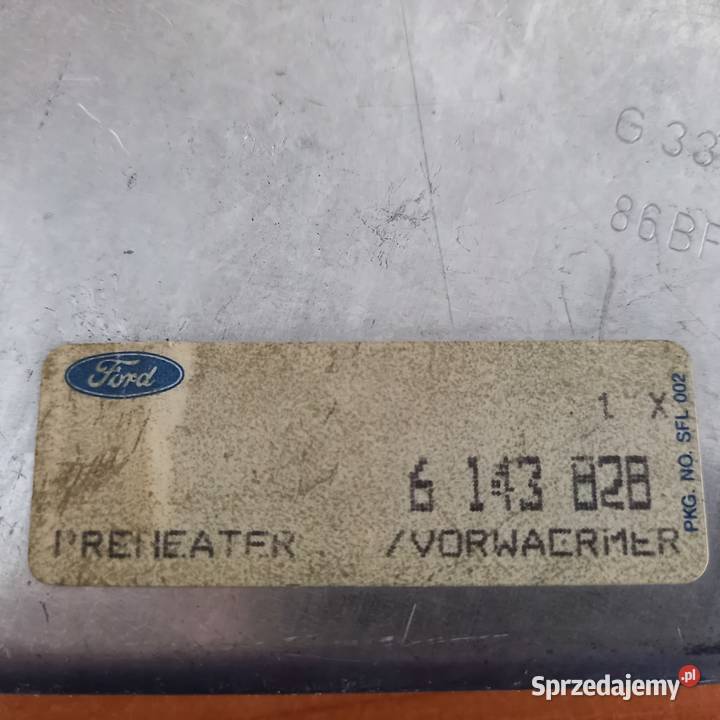 G 33
86BF
Ford
1 X
6 143 828
PREHEATER /VORWAERMER
PKG. NO. SFL 002
Sprzedajemy.pl